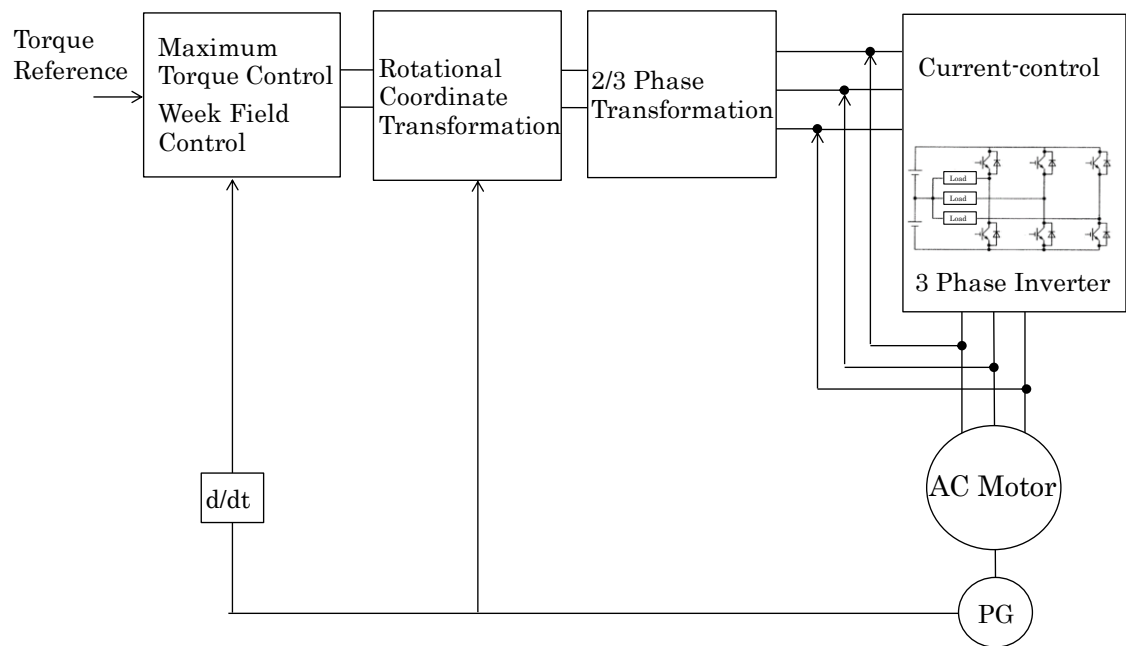 Torque
Reference
Maximum
Torque Control
Week Field
Control
Rotational
Coordinate
Transformation
2/3 Phase
Transformation
Current-control
Load
Load
Load
3 Phase Inverter
AC Motor
d/dt
PG